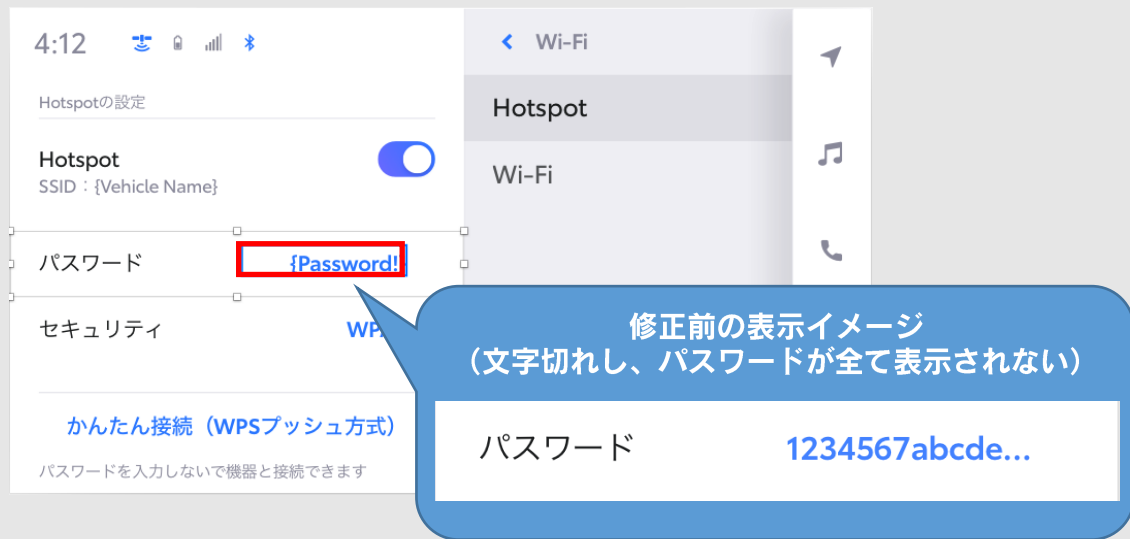 4:12
Hotspotの設定
Hotspot
SSID：{Vehicle Name}
パスワード
{Password!
セキュリティ
かんたん接続（WPSプッシュ方式）
パスワードを入力しないで機器と接続できます
Wi-Fi
Hotspot
Wi-Fi
修正前の表示イメージ
（文字切れし、パスワードが全て表示されない）
パスワード
1234567abcde...